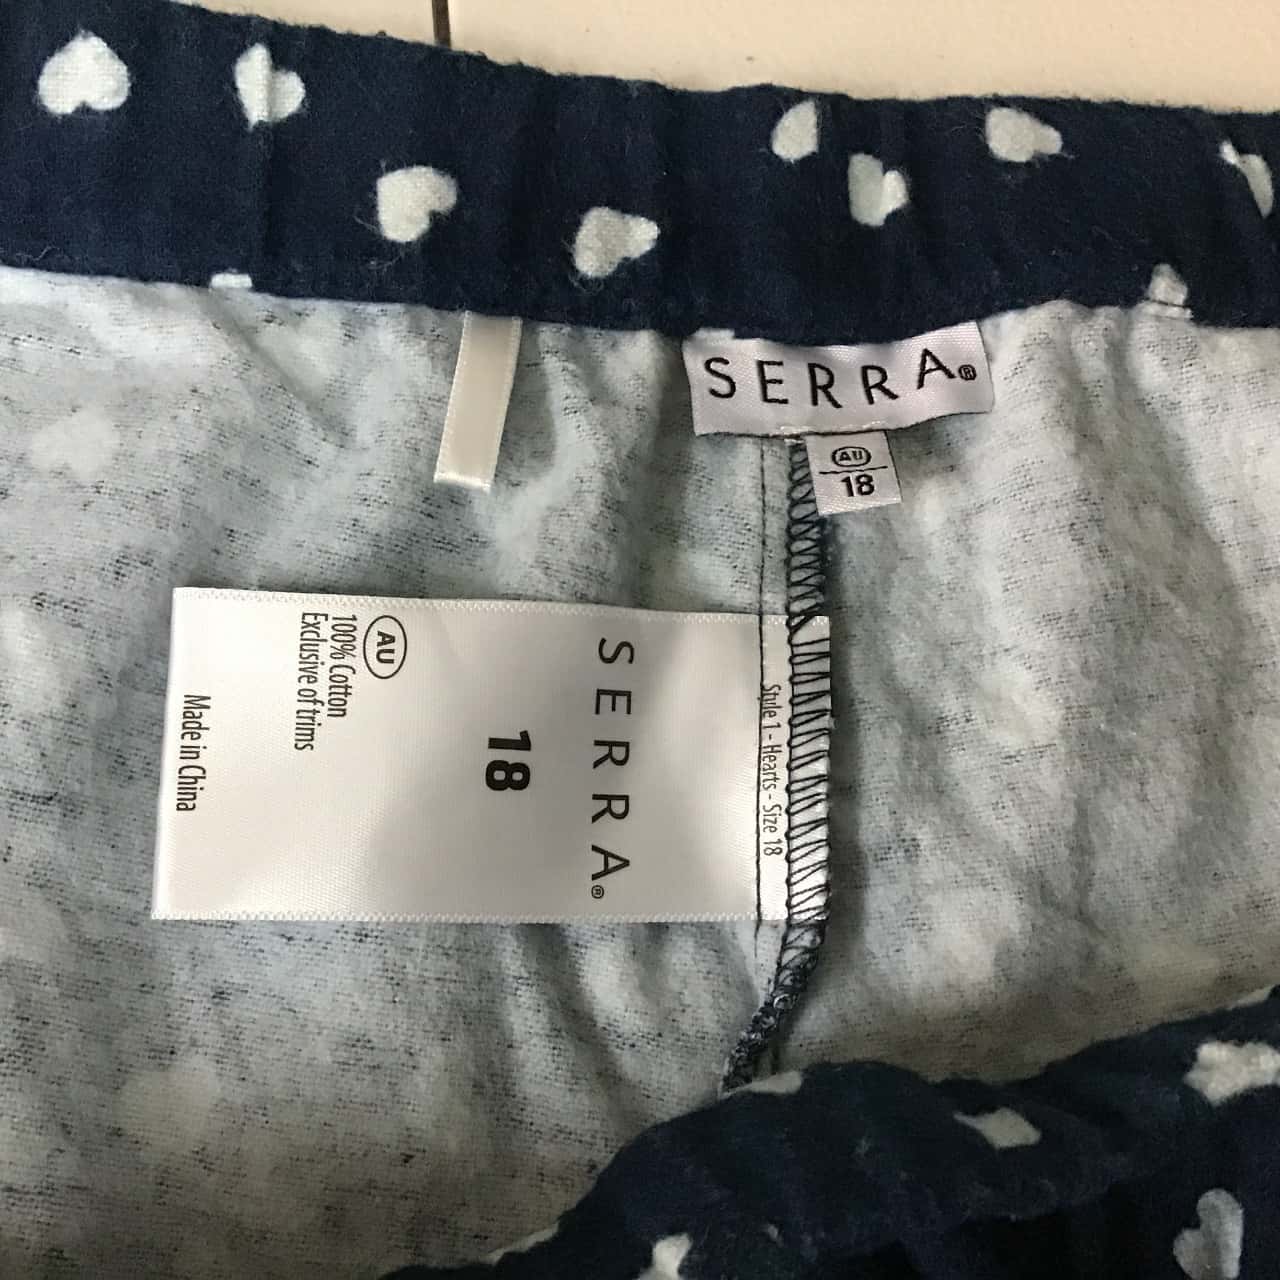 SERRA®
AU
18
Style 1 - Hearts - Size 18
SERRA®
18
AU
100% Cotton
Exclusive of trims
Made in China